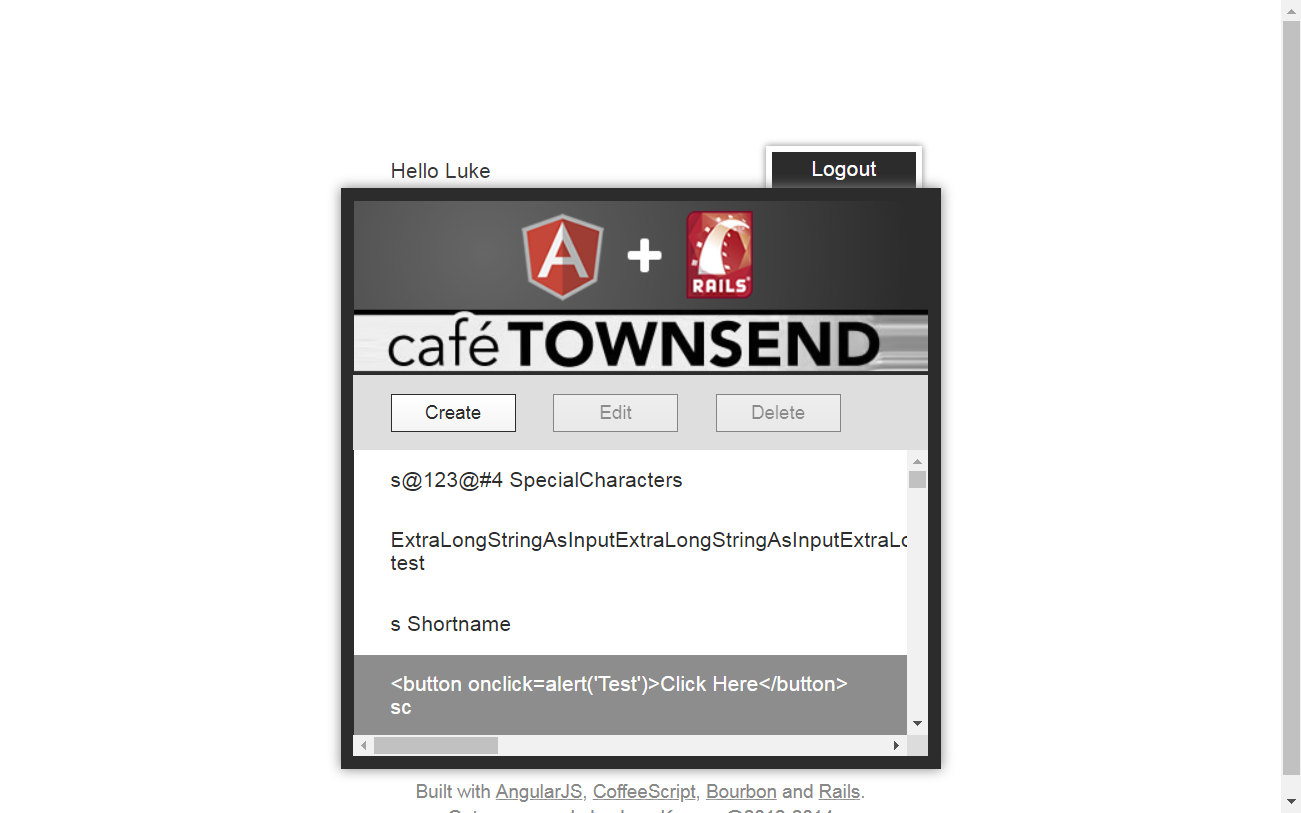 Hello Luke
Logout
A
RAILS
café TOWNSEND
Create
Edit
Delete
s@123@#4 SpecialCharacters
ExtraLongStringAsInputExtraLongStringAsInputExtraLo
test
s Shortname
<button onclick=alert('Test')>Click Here</button>
sc
Built with AngularJS, CoffeeScript, Bourbon and Rails.